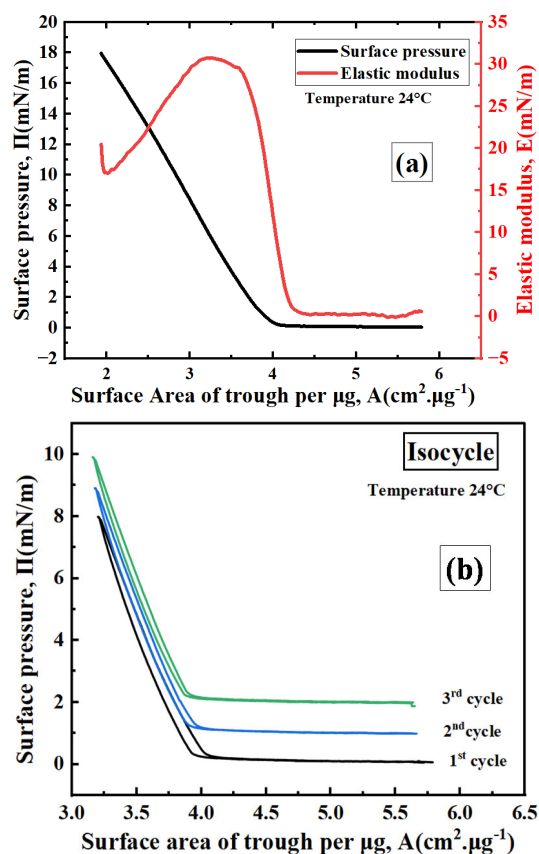 Surface pressure
Elastic modulus
Temperature 24°C
(a)
Surface pressure, Π(mN/m)
Elastic modulus, E(mN/m)
20
18
16
14
12
10
8
6
4
2
0
−2
35
30
25
20
15
10
5
0
−5
2 3 4 5 6
Surface Area of trough per μg, A(cm².μg⁻¹)
Isocycle
Temperature 24°C
(b)
Surface pressure, Π(mN/m)
10
8
6
4
2
0
3rd cycle
2nd cycle
1st cycle
3.0 3.5 4.0 4.5 5.0 5.5 6.0 6.5
Surface area of trough per μg, A(cm².μg⁻¹)